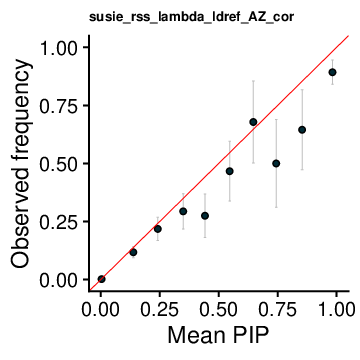 susie_rss_lambda_ldref_AZ_cor
Observed frequency
1.00
0.75
0.50
0.25
0.00
0.00 0.25 0.50 0.75 1.00
Mean PIP